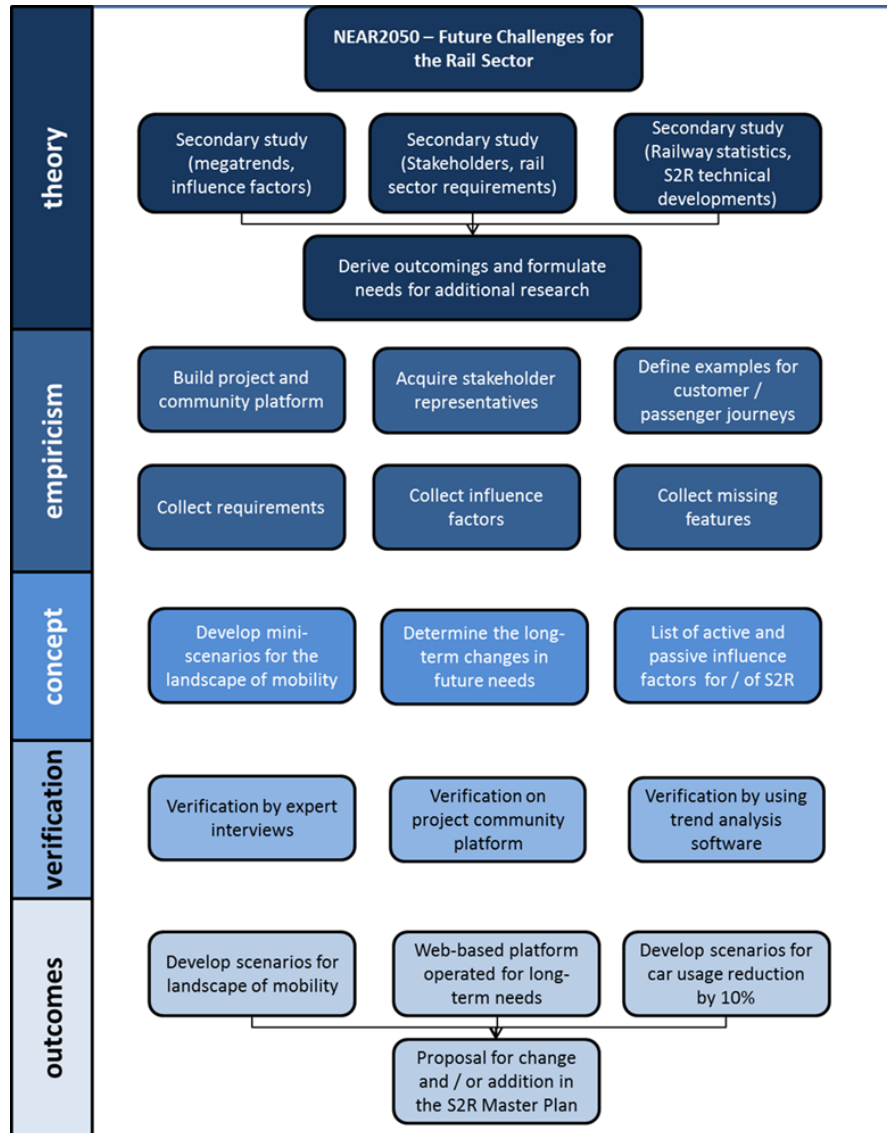 NEAR2050 – Future Challenges for
the Rail Sector
theory
Secondary study
(megatrends,
influence factors)
Secondary study
(Stakeholders, rail
sector requirements)
Secondary study
(Railway statistics,
S2R technical
developments)
Derive outcomings and formulate
needs for additional research
empiricism
Build project and
community platform
Acquire stakeholder
representatives
Define examples for
customer /
passenger journeys
Collect requirements
Collect influence
factors
Collect missing
features
concept
Develop mini-
scenarios for the
landscape of mobility
Determine the long-
term changes in
future needs
List of active and
passive influence
factors for / of S2R
verification
Verification by expert
interviews
Verification on
project community
platform
Verification by using
trend analysis
software
outcomes
Develop scenarios for
landscape of mobility
Web-based platform
operated for long-
term needs
Develop scenarios for
car usage reduction
by 10%
Proposal for change
and / or addition in
the S2R Master Plan